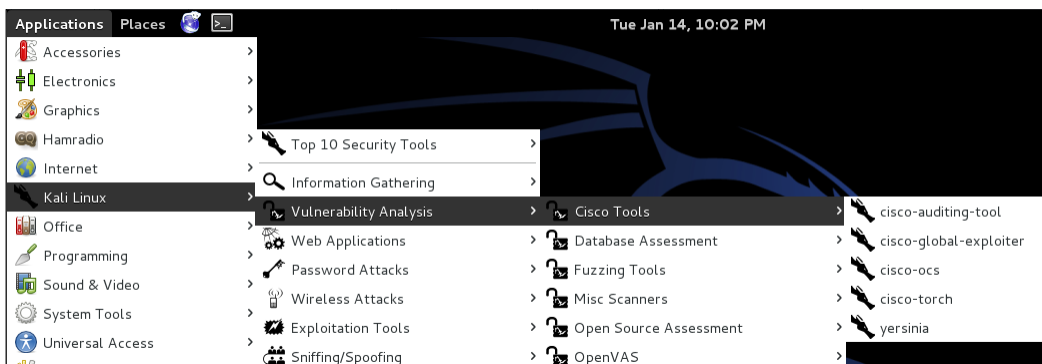 Applications Places Tue Jan 14, 10:02 PM
Accessories
Electronics
Graphics
Hamradio
Internet
Kali Linux
Office
Programming
Sound & Video
System Tools
Universal Access
Top 10 Security Tools
Information Gathering
Vulnerability Analysis
Web Applications
Password Attacks
Wireless Attacks
Exploitation Tools
Sniffing/Spoofing
Cisco Tools
Database Assessment
Fuzzing Tools
Misc Scanners
Open Source Assessment
OpenVAS
cisco-auditing-tool
cisco-global-exploiter
cisco-ocs
cisco-torch
yersinia